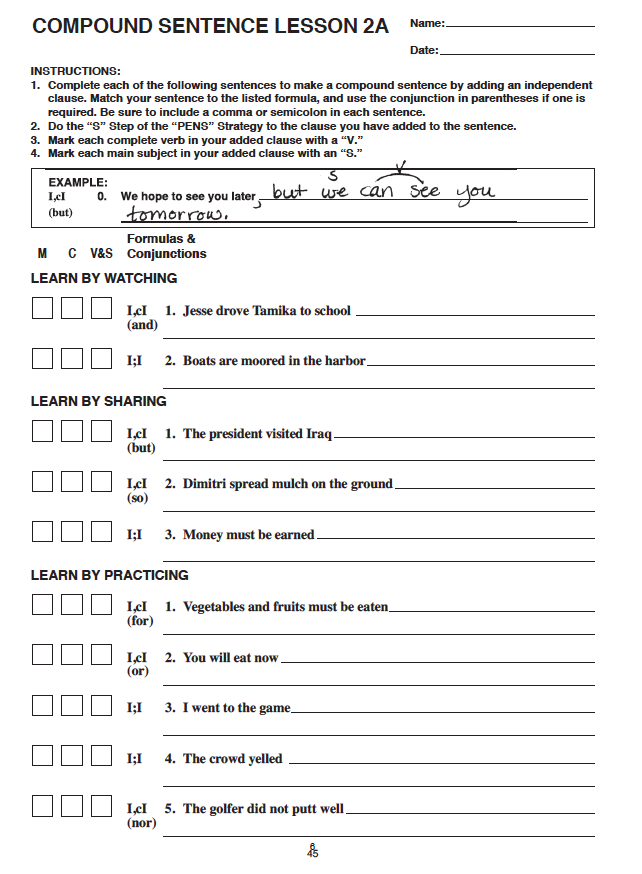 COMPOUND SENTENCE LESSON 2A
Name:
Date:
INSTRUCTIONS:
1. Complete each of the following sentences to make a compound sentence by adding an independent
clause. Match your sentence to the listed formula, and use the conjunction in parentheses if one is
required. Be sure to include a comma or semicolon in each sentence.
2. Do the “S” Step of the “PENS” Strategy to the clause you have added to the sentence.
3. Mark each complete verb in your added clause with a “V.”
4. Mark each main subject in your added clause with an “S.”
EXAMPLE:
S V
I,cI 0. We hope to see you later, but we can see you
(but) tomorrow.
Formulas &
M C V&S Conjunctions
LEARN BY WATCHING
I,cI 1. Jesse drove Tamika to school
(and)
I;I 2. Boats are moored in the harbor
LEARN BY SHARING
I,cI 1. The president visited Iraq
(but)
I,cI 2. Dimitri spread mulch on the ground
(so)
I;I 3. Money must be earned
LEARN BY PRACTICING
I,cI 1. Vegetables and fruits must be eaten
(for)
I,cI 2. You will eat now
(or)
I;I 3. I went to the game
I;I 4. The crowd yelled
I,cI 5. The golfer did not putt well
(nor)
45